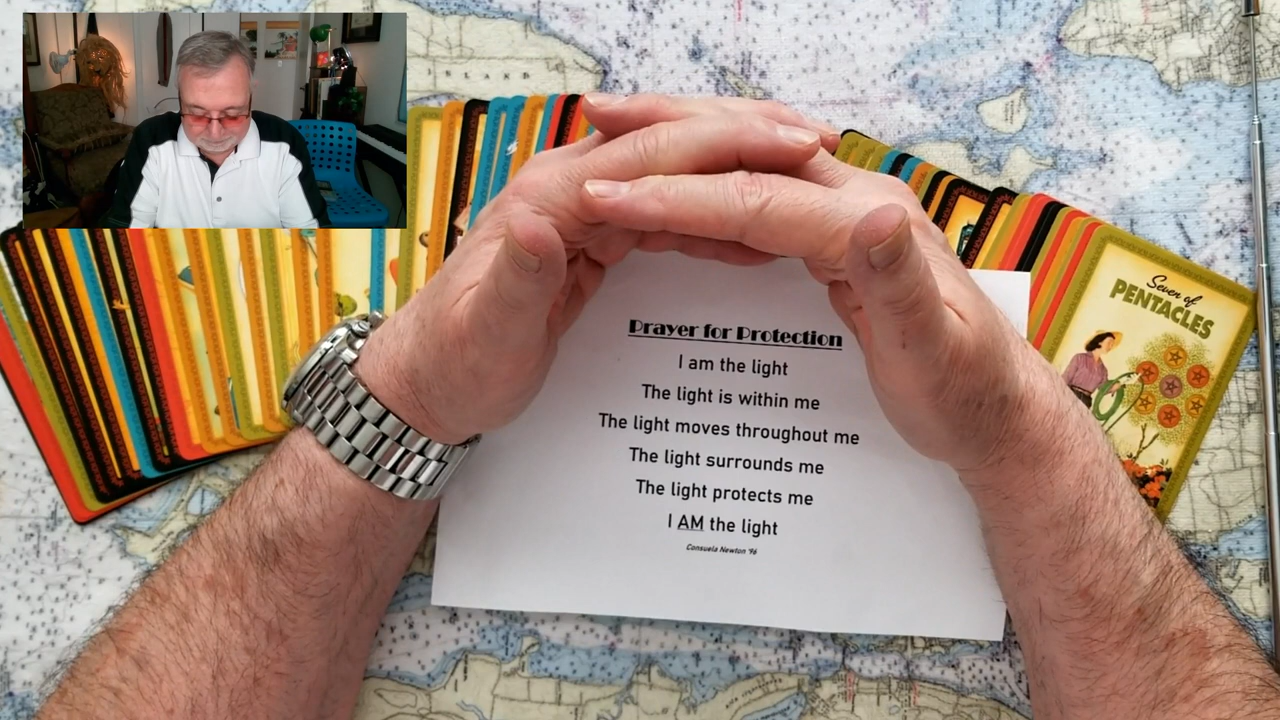 LAND
Seven of
PENTACLES
Prayer for Protection
I am the light
The light is within me
The light moves throughout me
The light surrounds me
The light protects me
I AM the light
Consuela Newton '96